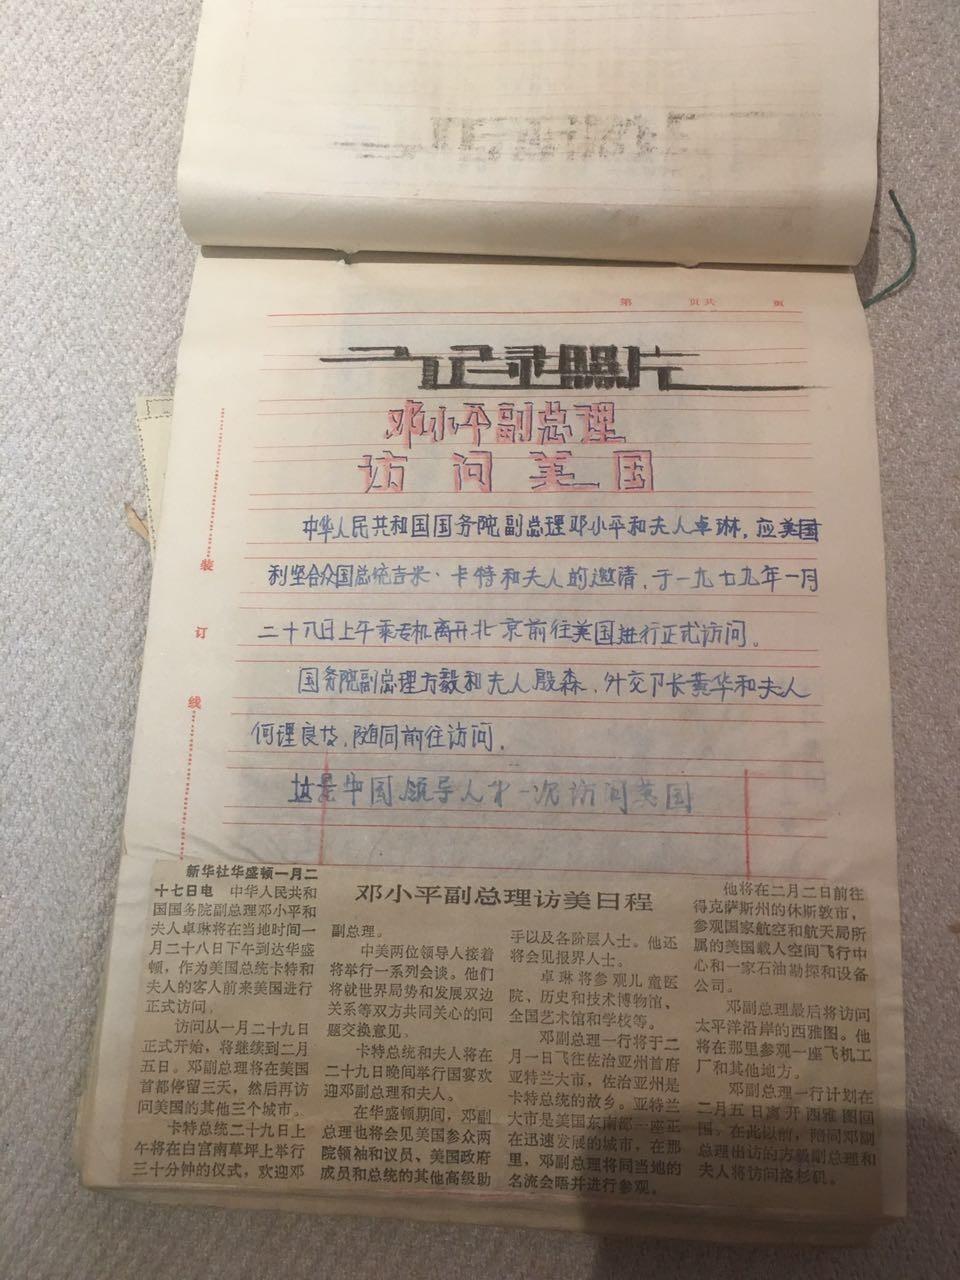 第 页共 页
记录照片
邓小平副总理
访问美国
中华人民共和国国务院副总理邓小平和夫人卓琳，应美国
利坚合众国总统吉米·卡特和夫人的邀请，于一九七九年一月
二十八日上午乘专机离开北京前往美国进行正式访问。
国务院副总理方毅和夫人殷森，外交卩长黄华和夫人
何理良女，随同前往访问。
这是中国领导人才一次访问美国
装
订
线
邓小平副总理访美日程
新华社华盛顿一月二
十七日电 中华人民共和
国国务院副总理邓小平和
夫人卓琳将在当地时间一
月二十八日下午到达华盛
顿，作为美国总统卡特和
夫人的客人前来美国进行
正式访问。
访问从一月二十九日
正式开始，将继续到二月
五日。邓副总理将在美国
首都停留三天，然后再访
问美国的其他三个城市。
卡特总统二十九日上
午将在白宫南草坪上举行
三十分钟的仪式，欢迎邓
副总理。
中美两位领导人接着
将举行一系列会谈。他们
将就世界局势和发展双边
关系等双方共同关心的问
题交换意见。
卡特总统和夫人将在
二十九日晚间举行国宴欢
迎邓副总理和夫人。
在华盛顿期间，邓副
总理也将会见美国参众两
院领袖和议员、美国政府
成员和总统的其他高级助
手以及各阶层人士。他还
将会见报界人士。
卓琳将参观儿童医
院、历史和技术博物馆、
全国艺术馆和学校等。
邓副总理一行将于二
月一日飞往佐治亚州首府
亚特兰大市，佐治亚州是
卡特总统的故乡。亚特兰
大市是美国东南部一座正
在迅速发展的城市，在那
里，邓副总理将同当地的
名流会晤并进行参观。
他将在二月二日前往
得克萨斯州的休斯敦市，
参观国家航空和航天局所
属的美国载人空间飞行中
心和一家石油勘探和设备
公司。
邓副总理最后将访问
太平洋沿岸的西雅图。他
将在那里参观一座飞机工
厂和其他地方。
邓副总理一行计划在
二月五日离开西雅图回
国。在此以前，陪同邓副
总理出访的方毅副总理和
夫人将访问洛杉矶。